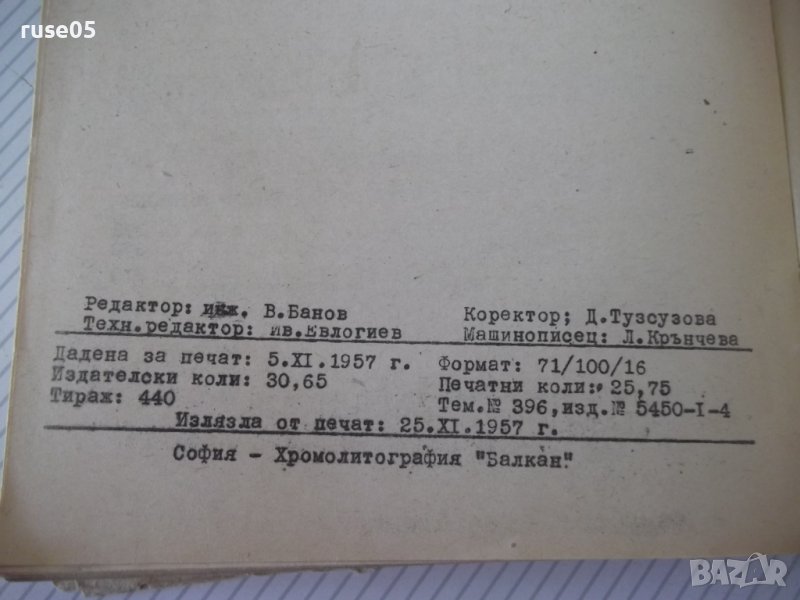 ruse05
Редактор: инж. В.Банов Коректор; Д.Тузсузова
Техн.редактор: Ив.Евлогиев Машинописец: Л.Крънчева
Дадена за печат: 5.XI.1957 г. Формат: 71/100/16
Издателски коли: 30,65 Печатни коли: 25,75
Тираж: 440 Тем.№ 396,изд.№ 5450-I-4
Излязла от печат: 25.XI.1957 г.
София - Хромолитография "Балкан"
BAZAR